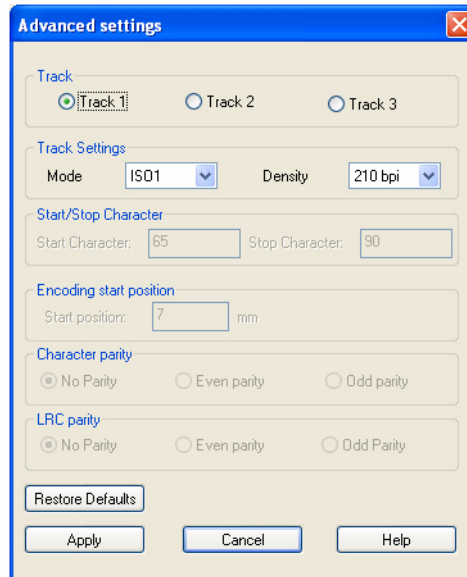 Advanced settings
Track
Track 1 Track 2 Track 3
Track Settings
Mode ISO1 Density 210 bpi
Start/Stop Character
Start Character: 65 Stop Character: 90
Encoding start position
Start position: 7 mm
Character parity
No Parity Even parity Odd parity
LRC parity
No Parity Even parity Odd Parity
Restore Defaults
Apply Cancel Help